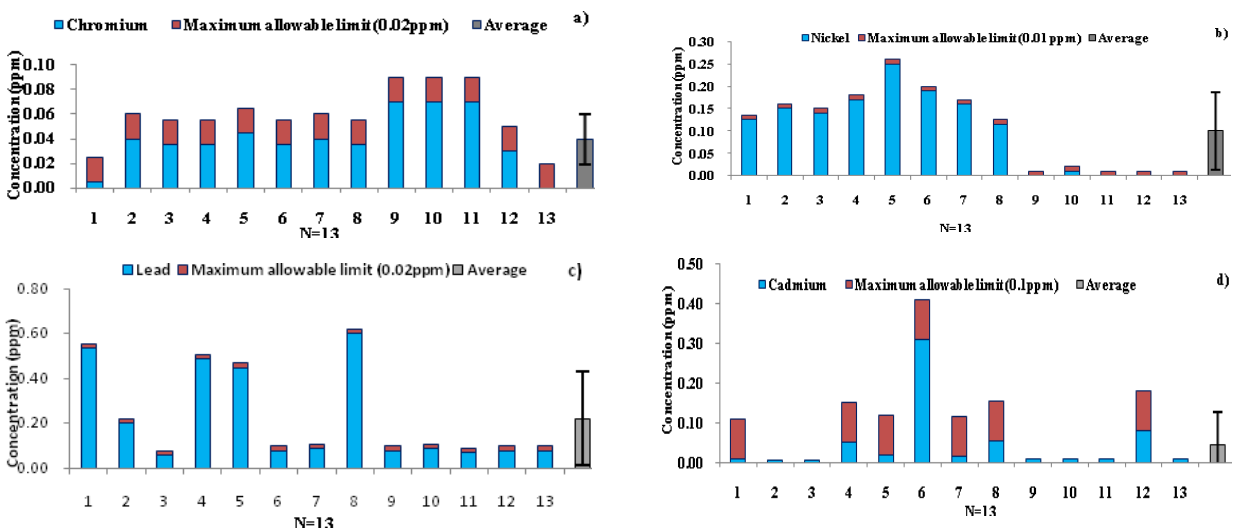 a)
Chromium Maximum allowable limit(0.02ppm) Average
Concentration (ppm)
0.10
0.08
0.06
0.04
0.02
0.00
1 2 3 4 5 6 7 8 9 10 11 12 13
N=13
b)
Nickel Maximum allowable limit(0.01 ppm) Average
Concentration (ppm)
0.30
0.25
0.20
0.15
0.10
0.05
0.00
1 2 3 4 5 6 7 8 9 10 11 12 13
N=13
c)
Lead Maximum allowable limit (0.02ppm) Average
Concentration (ppm)
0.80
0.60
0.40
0.20
0.00
1 2 3 4 5 6 7 8 9 10 11 12 13
N=13
d)
Cadmium Maximum allowable limit(0.1ppm) Average
Concentration (ppm)
0.50
0.40
0.30
0.20
0.10
0.00
1 2 3 4 5 6 7 8 9 10 11 12 13
N=13